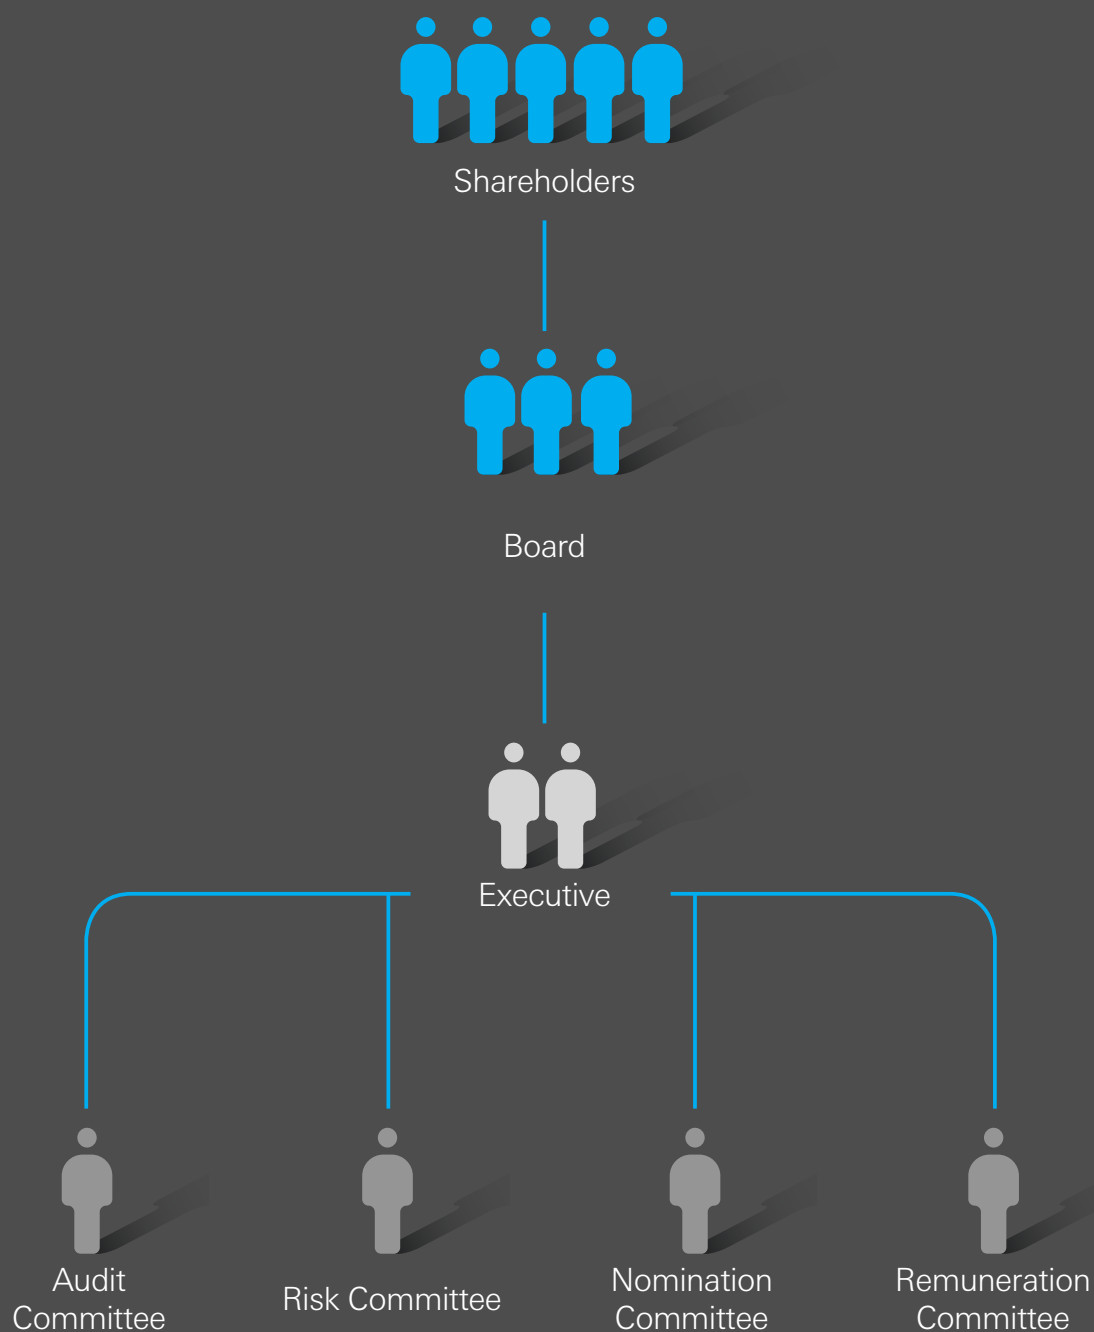 Shareholders
Board
Executive
Audit
Committee
Risk Committee
Nomination
Committee
Remuneration
Committee